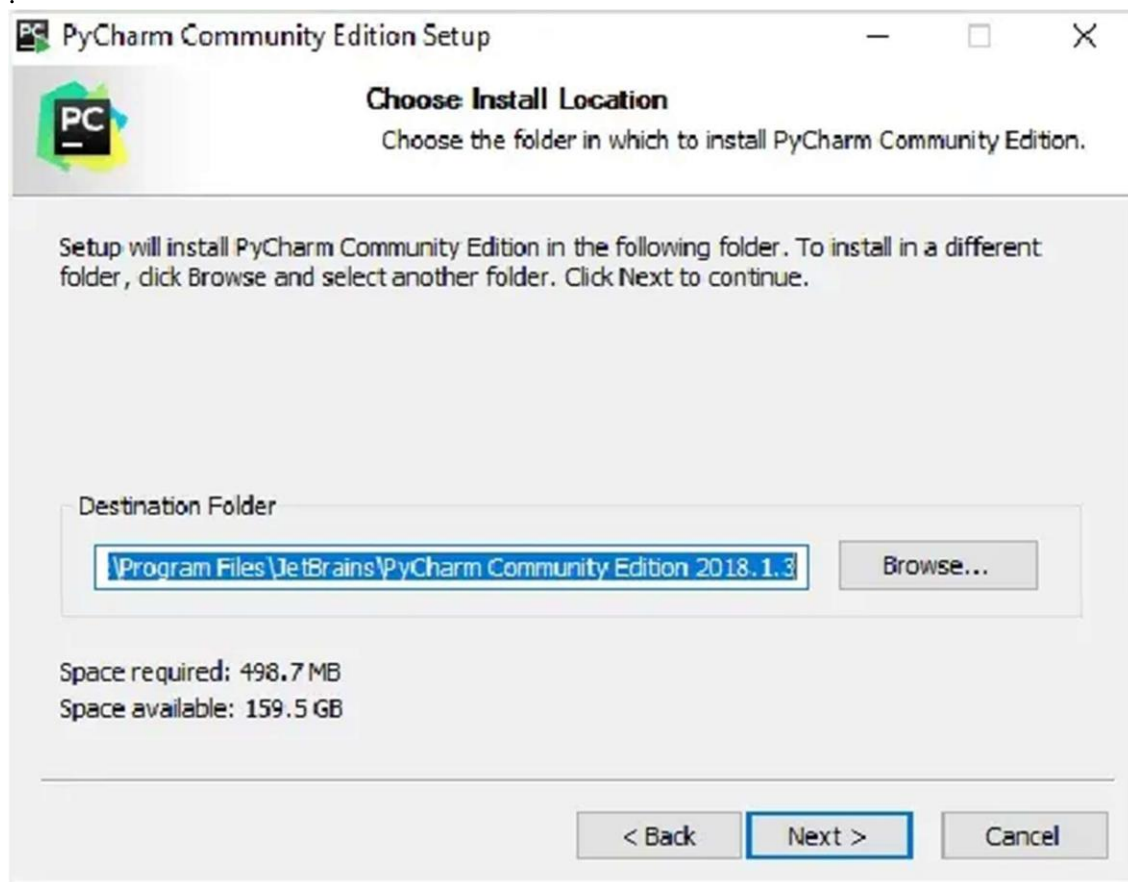 .
PC PyCharm Community Edition Setup
PC
Choose Install Location
Choose the folder in which to install PyCharm Community Edition.
Setup will install PyCharm Community Edition in the following folder. To install in a different
folder, click Browse and select another folder. Click Next to continue.
Destination Folder
\Program Files\JetBrains\PyCharm Community Edition 2018.1.3
Browse...
Space required: 498.7 MB
Space available: 159.5 GB
< Back Next > Cancel